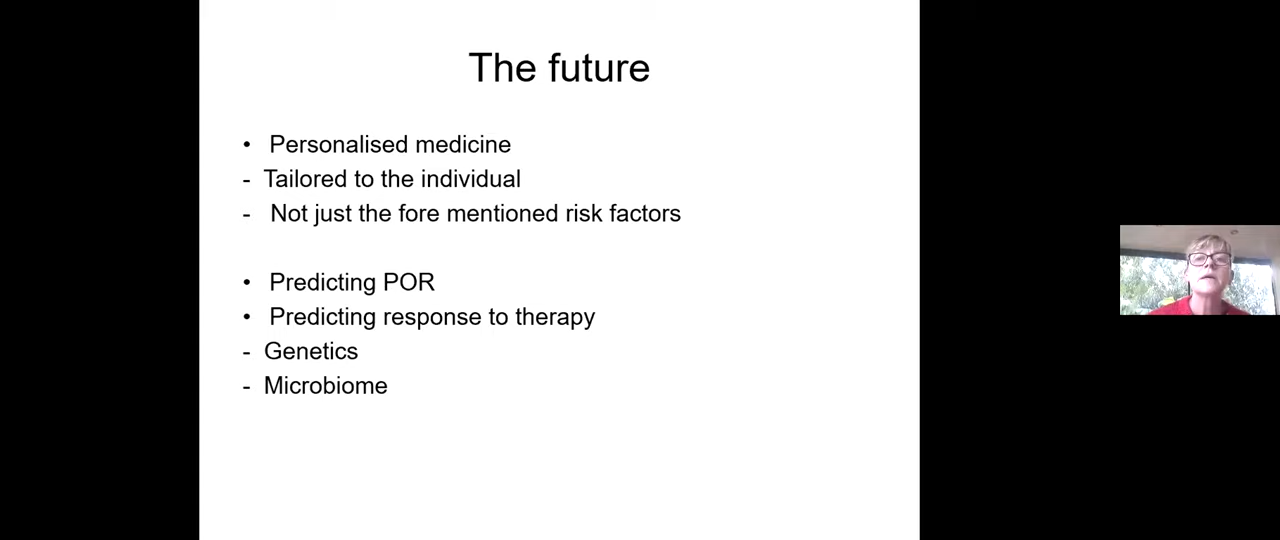 The future
• Personalised medicine
- Tailored to the individual
- Not just the fore mentioned risk factors
• Predicting POR
• Predicting response to therapy
- Genetics
- Microbiome